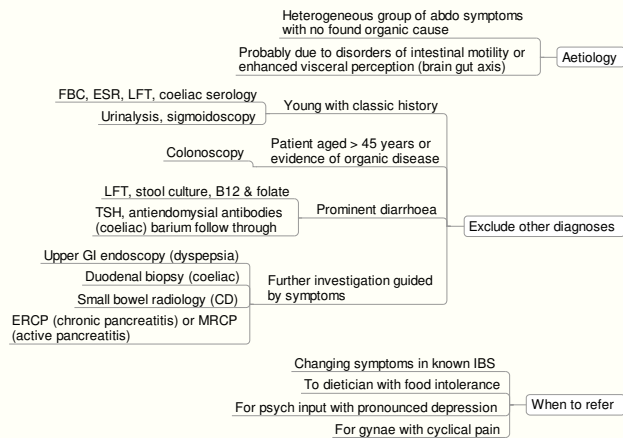 Heterogeneous group of abdo symptoms
with no found organic cause
Probably due to disorders of intestinal motility or
enhanced visceral perception (brain gut axis)
Aetiology
FBC, ESR, LFT, coeliac serology
Urinalysis, sigmoidoscopy
Young with classic history
Colonoscopy
Patient aged > 45 years or
evidence of organic disease
LFT, stool culture, B12 & folate
TSH, antiendomysial antibodies
(coeliac) barium follow through
Prominent diarrhoea
Exclude other diagnoses
Upper GI endoscopy (dyspepsia)
Duodenal biopsy (coeliac)
Small bowel radiology (CD)
ERCP (chronic pancreatitis) or MRCP
(active pancreatitis)
Further investigation guided
by symptoms
Changing symptoms in known IBS
To dietician with food intolerance
For psych input with pronounced depression
For gynae with cyclical pain
When to refer